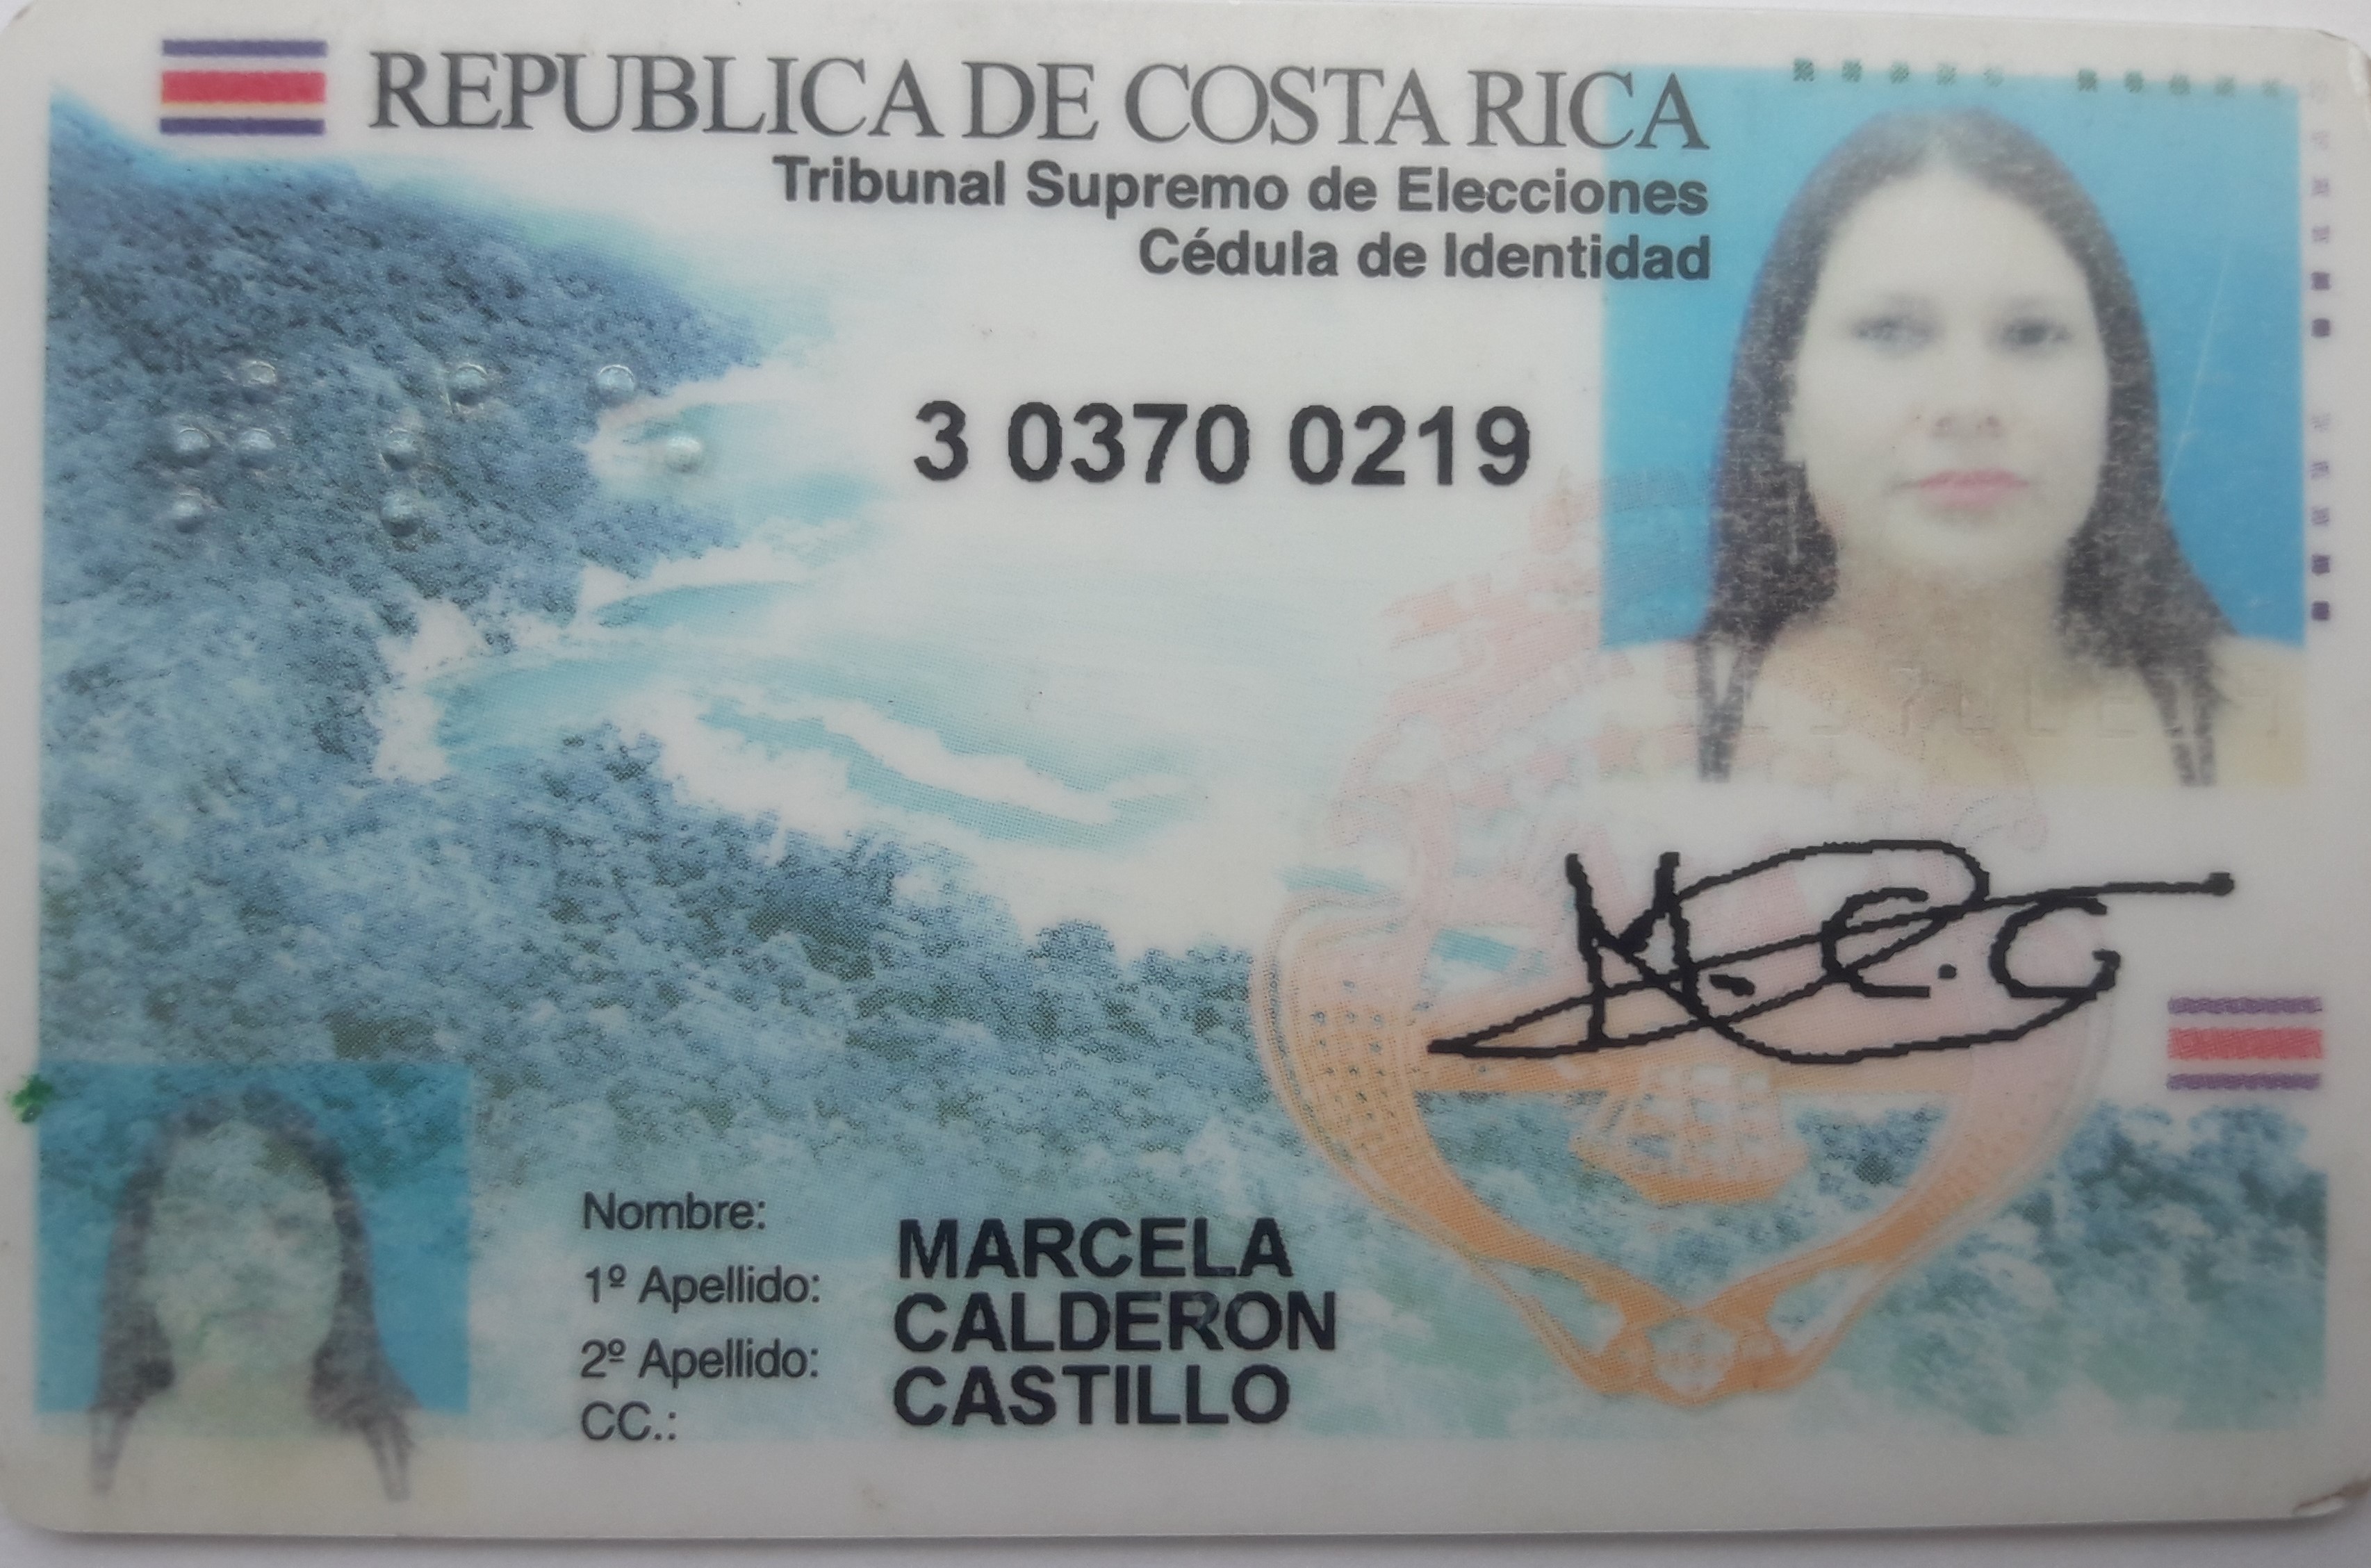 REPUBLICA DE COSTA RICA
Tribunal Supremo de Elecciones
Cédula de Identidad
3 0370 0219
M.C.C
Nombre: MARCELA
1º Apellido: CALDERON
2º Apellido: CASTILLO
CC.: